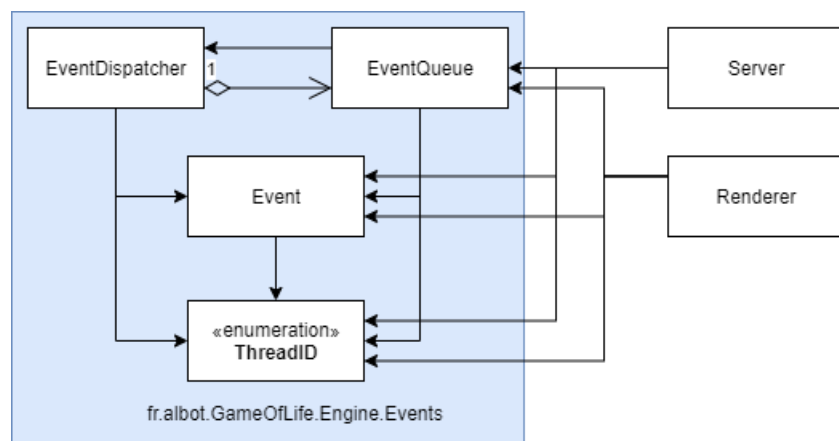 EventDispatcher
1
EventQueue
Server
Event
Renderer
«enumeration»
ThreadID
fr.albot.GameOfLife.Engine.Events